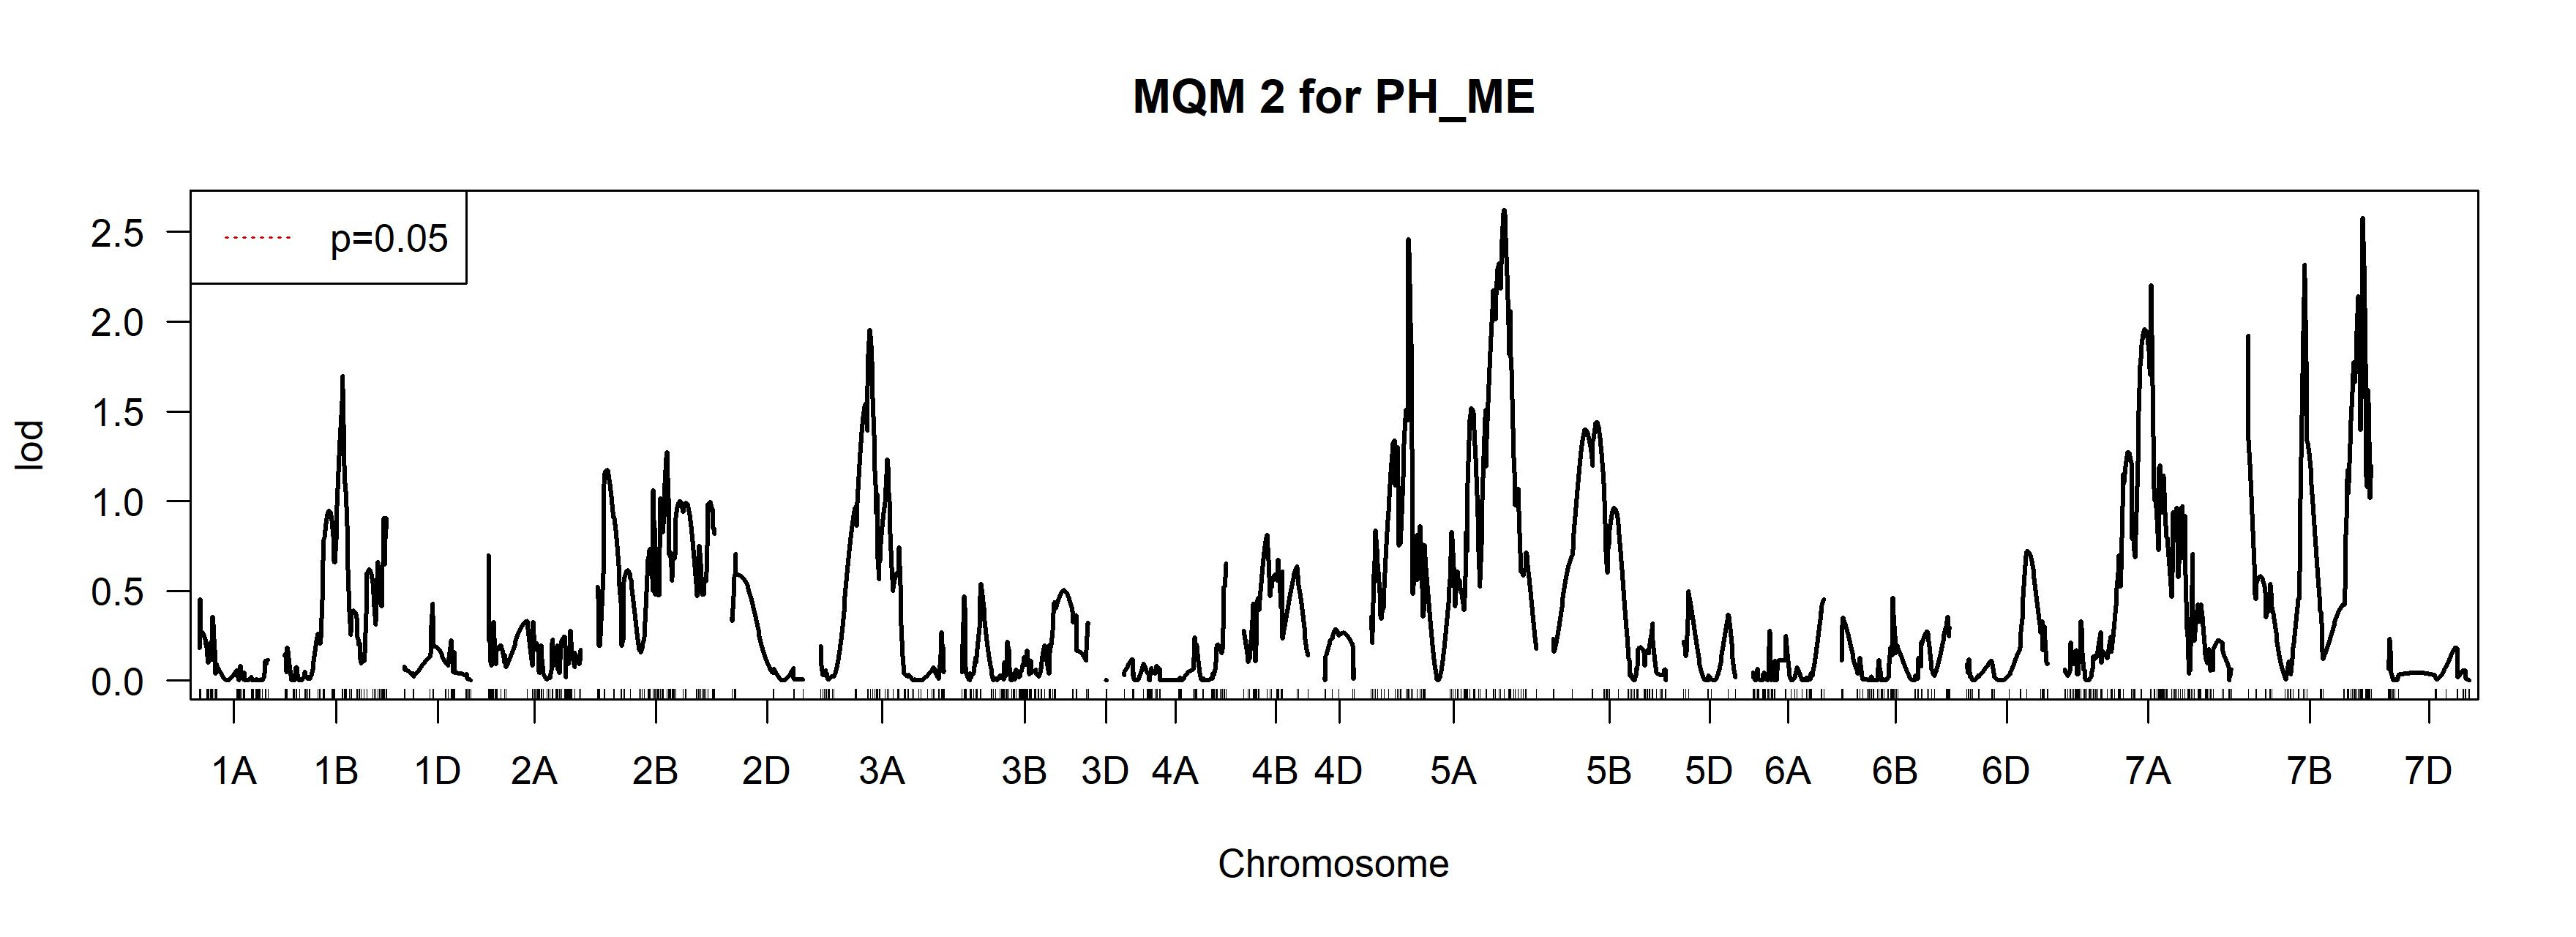 MQM 2 for PH_ME
p=0.05
lod
2.5
2.0
1.5
1.0
0.5
0.0
1A 1B 1D 2A 2B 2D 3A 3B 3D 4A 4B 4D 5A 5B 5D 6A 6B 6D 7A 7B 7D
Chromosome